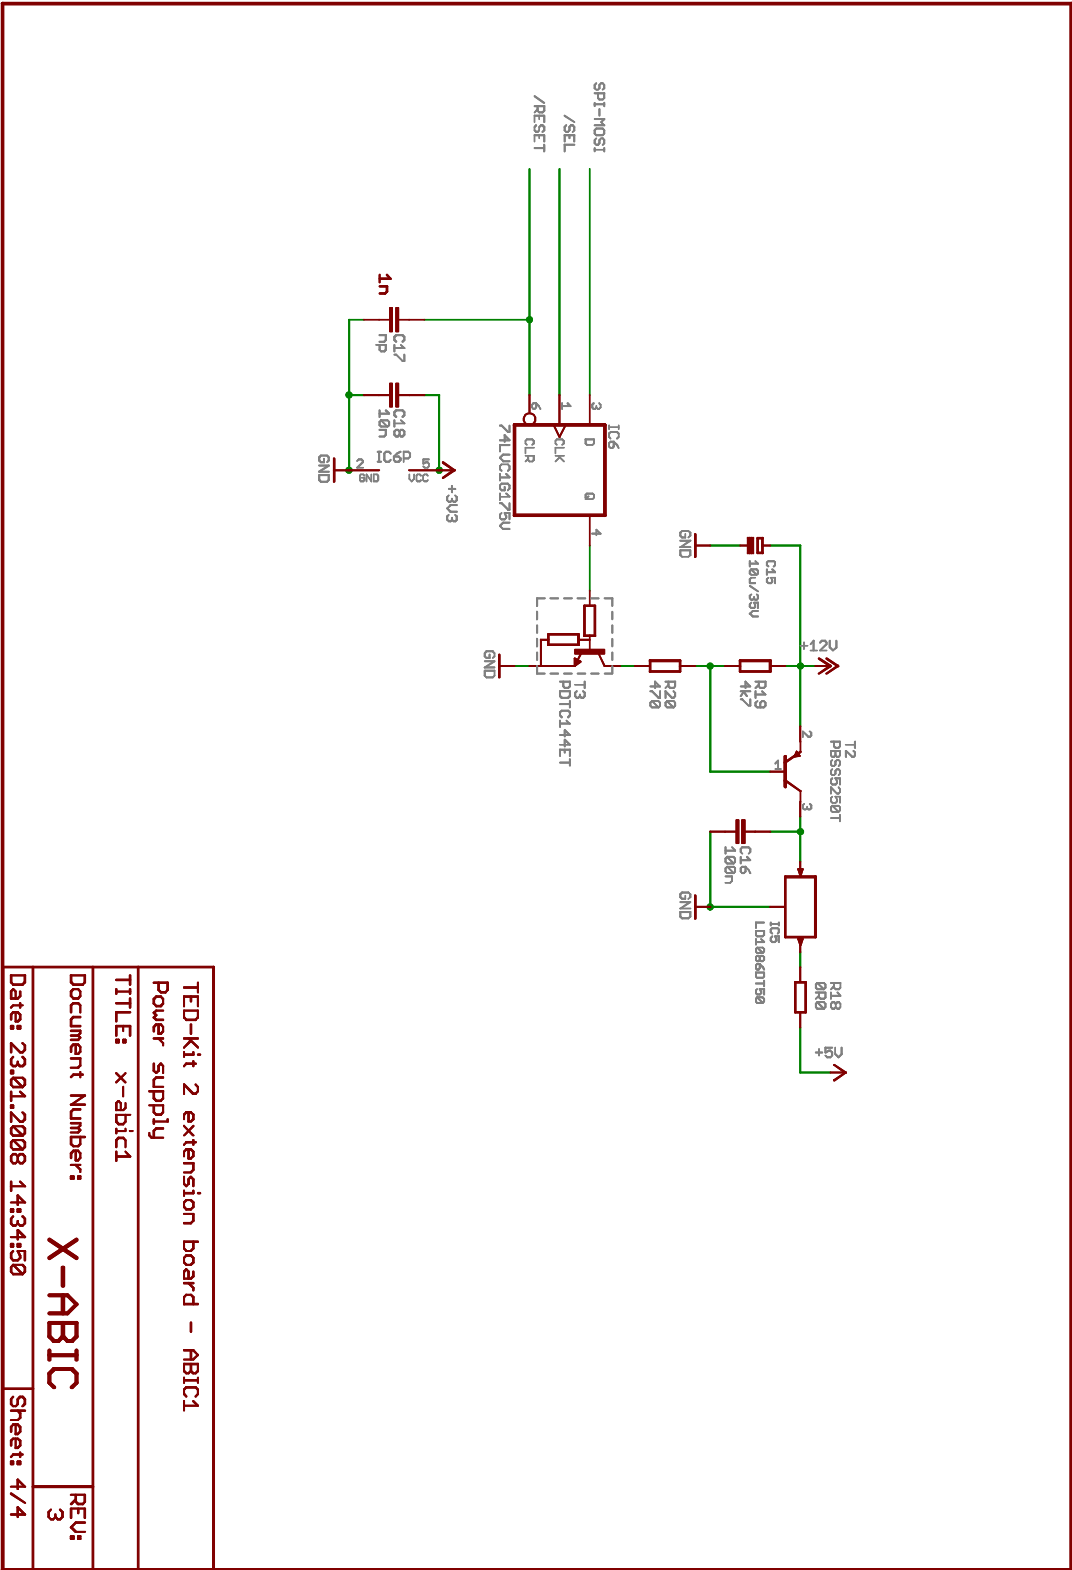 SPI-MOSI
/SEL
/RESET
1n
C17
np
C18
10n
IC6P
2
GND
5
VCC
GND
+3V3
IC6
74LVC1G175V
3
D
1
CLK
6
CLR
Q
4
GND
C15
10u/35V
+12V
R19
4k7
R20
470
T3
PDTC144ET
GND
T2
PBSS5250T
2
1
3
C16
100n
GND
IC5
LD1086DT50
R18
0R0
+5V
TED-Kit 2 extension board - ABIC1
Power supply
TITLE: x-abic1
Document Number:
X-ABIC
REV:
3
Date: 23.01.2008 14:34:50
Sheet: 4/4